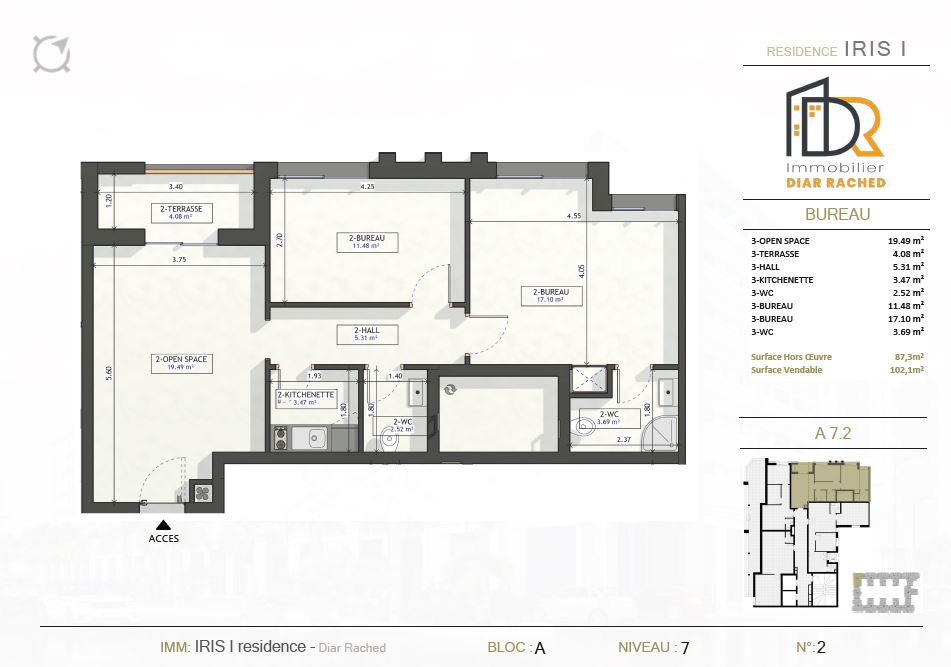 RESIDENCE IRIS I
Immobilier
DIAR RACHED
BUREAU
3-OPEN SPACE 19.49 m²
3-TERRASSE 4.08 m²
3-HALL 5.31 m²
3-KITCHENETTE 3.47 m²
3-WC 2.52 m²
3-BUREAU 11.48 m²
3-BUREAU 17.10 m²
3-WC 3.69 m²
Surface Hors Œuvre 87,3m²
Surface Vendable 102,1m²
A 7.2
3.40
1.20
2-TERRASSE
4.08 m²
4.25
2.70
2-BUREAU
11.48 m²
4.55
4.05
2-BUREAU
17.10 m²
3.75
5.60
2-OPEN SPACE
19.49 m²
2-HALL
5.31 m²
1.93
2-KITCHENETTE
3.47 m²
1.80
1.40
1.80
2-WC
2.52 m²
2-WC
3.69 m²
1.80
2.37
ACCES
IMM: IRIS I residence - Diar Rached
BLOC : A
NIVEAU : 7
N°: 2